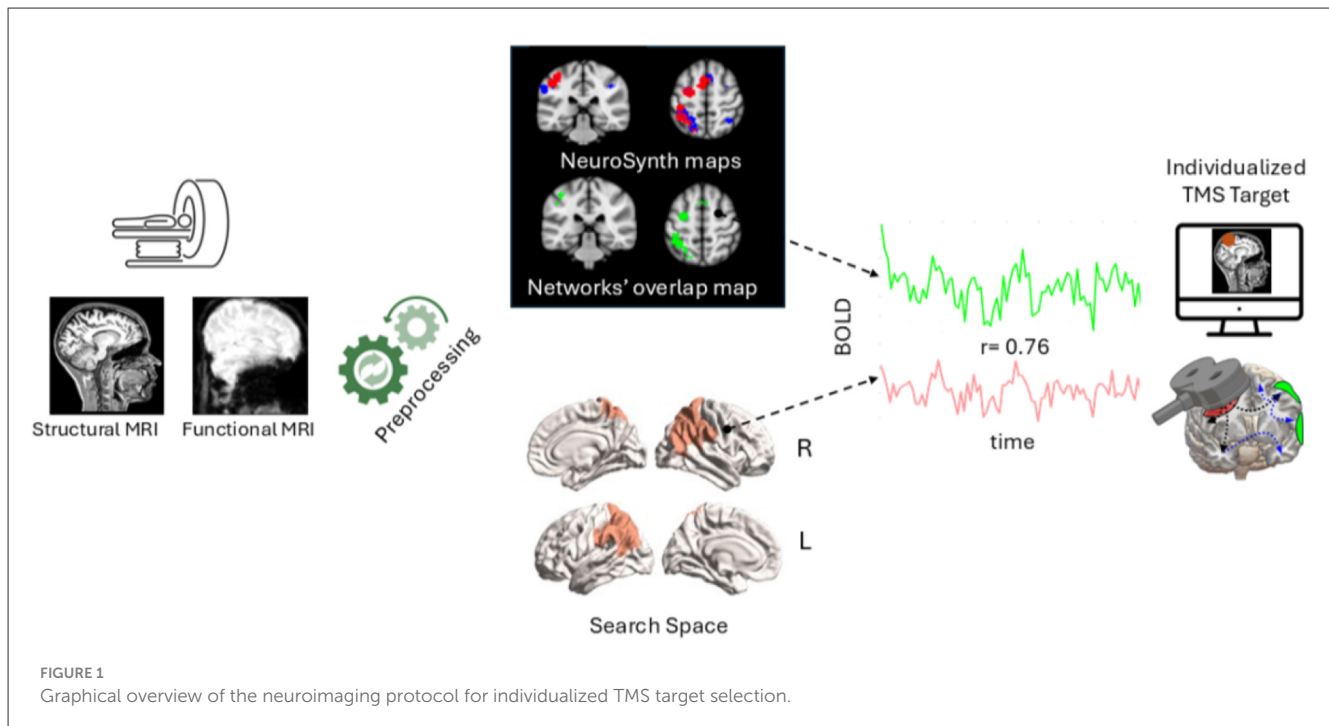 NeuroSynth maps
Networks' overlap map
Structural MRI
Functional MRI
Preprocessing
BOLD
r= 0.76
time
Individualized
TMS Target
R
L
Search Space
FIGURE 1
Graphical overview of the neuroimaging protocol for individualized TMS target selection.